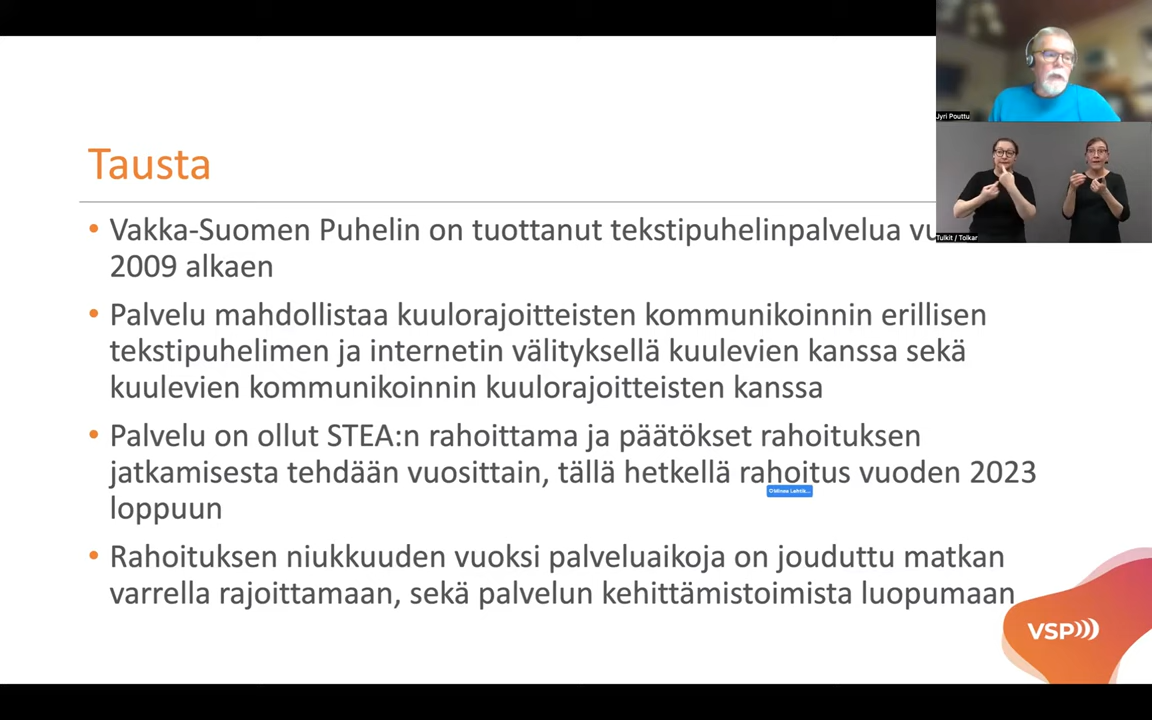 Jyri Pouttu
Tulkit / Tolkar
Tausta
• Vakka-Suomen Puhelin on tuottanut tekstipuhelinpalvelua
2009 alkaen
• Palvelu mahdollistaa kuulorajoitteisten kommunikoinnin erillisen
tekstipuhelimen ja internetin välityksellä kuulevien kanssa sekä
kuulevien kommunikoinnin kuulorajoitteisten kanssa
• Palvelu on ollut STEA:n rahoittama ja päätökset rahoituksen
jatkamisesta tehdään vuosittain, tällä hetkellä rahoitus vuoden 2023
loppuun
• Rahoituksen niukkuuden vuoksi palveluaikoja on jouduttu matkan
varrella rajoittamaan, sekä palvelun kehittämistoimista luopumaan
VSP